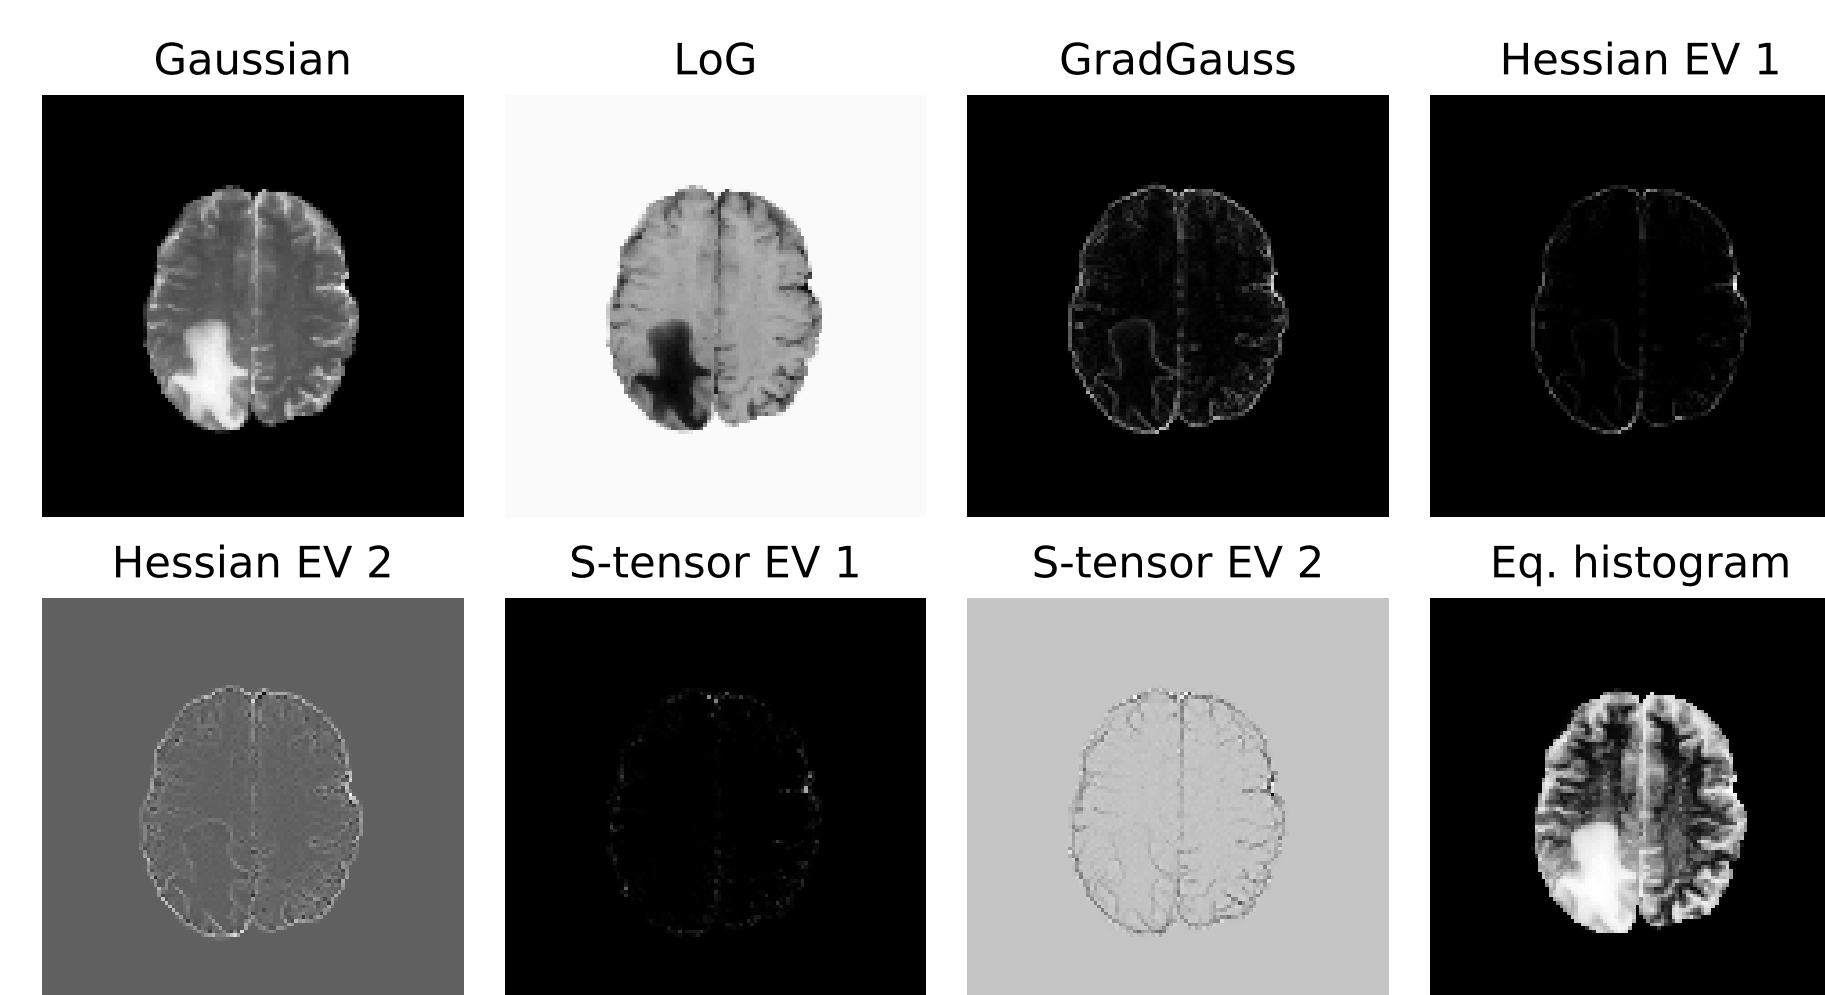 Gaussian
LoG
GradGauss
Hessian EV 1
Hessian EV 2
S-tensor EV 1
S-tensor EV 2
Eq. histogram